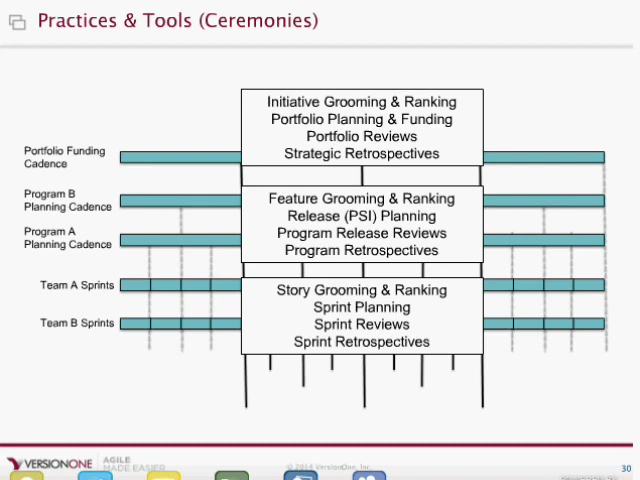 Practices & Tools (Ceremonies)
Initiative Grooming & Ranking
Portfolio Planning & Funding
Portfolio Reviews
Strategic Retrospectives
Portfolio Funding
Cadence
Program B
Planning Cadence
Feature Grooming & Ranking
Release (PSI) Planning
Program Release Reviews
Program Retrospectives
Program A
Planning Cadence
Team A Sprints
Story Grooming & Ranking
Sprint Planning
Sprint Reviews
Sprint Retrospectives
Team B Sprints
VERSIONONE
AGILE
MADE EASIER
© 2014 VersionOne, Inc.
30